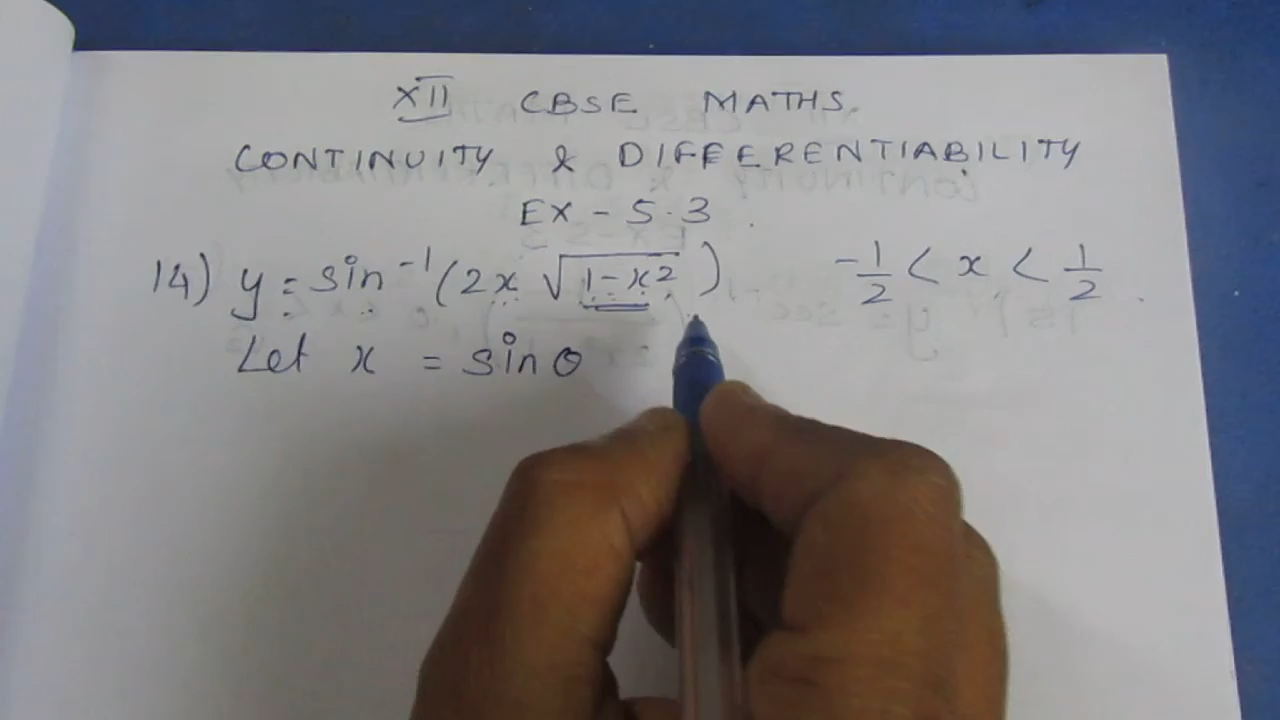 XII CBSE MATHS.
CONTINUITY & DIFFERENTIABILITY
EX - 5.3
14) y = sin⁻¹ (2x √1-x²) -1/2 < x < 1/2
Let x = sin θ